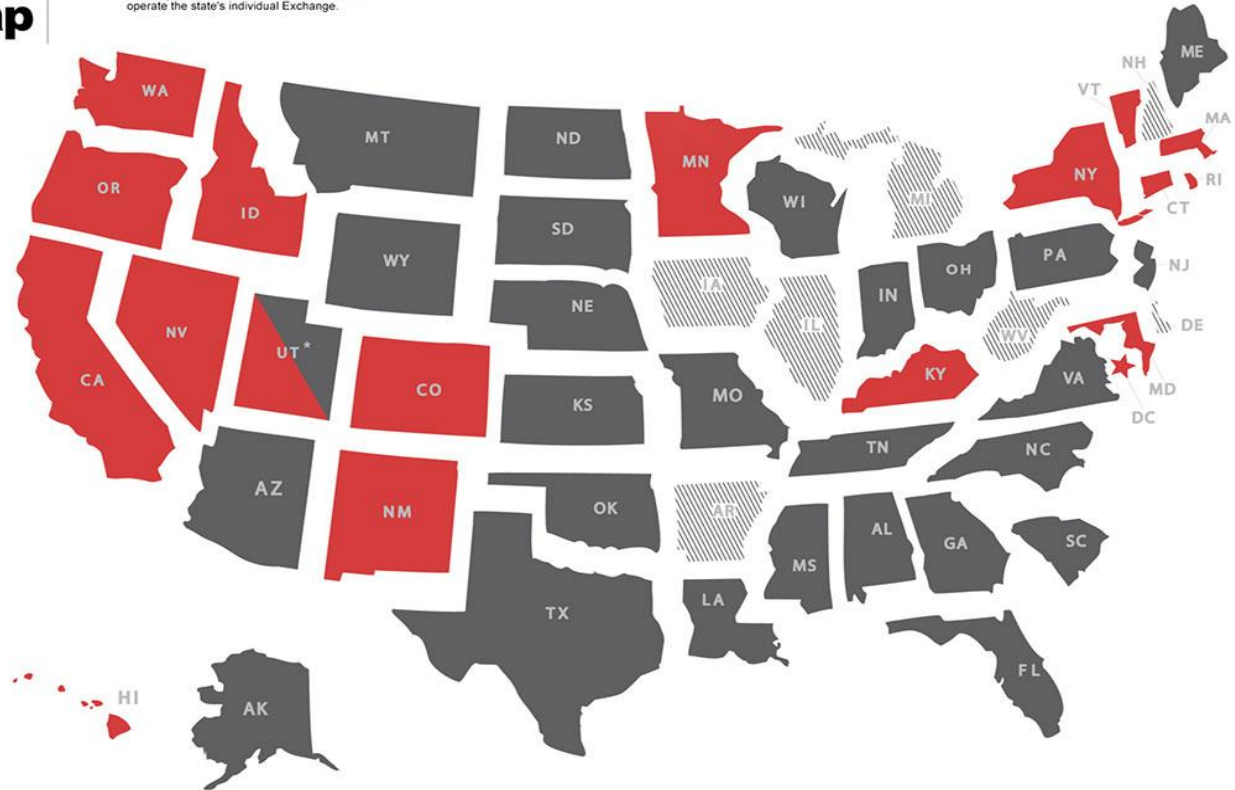 ap
operate the state's individual Exchange.
ME
NH
VT
WA
MA
MT
ND
MN
OR
NY
RI
MI
WI
ID
CT
SD
WY
PA
NJ
OH
IA
IN
NE
DE
IL
WV
NV
UT*
KY
CA
CO
VA
MD
KS
MO
DC
TN
NC
AZ
OK
NM
AR
AL
SC
GA
MS
LA
TX
FL
HI
AK